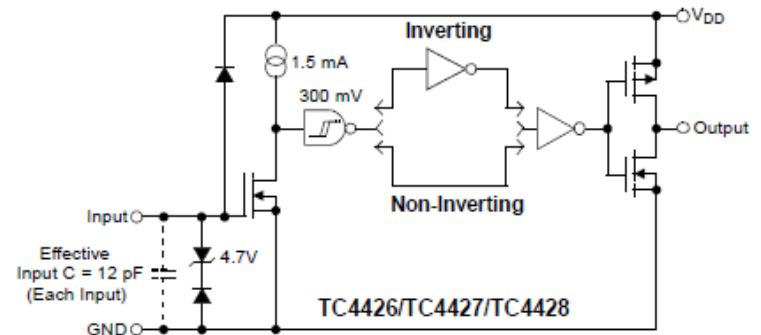 VDD
Inverting
1.5 mA
300 mV
Output
Non-Inverting
Input
4.7V
Effective
Input C = 12 pF
(Each Input)
TC4426/TC4427/TC4428
GND